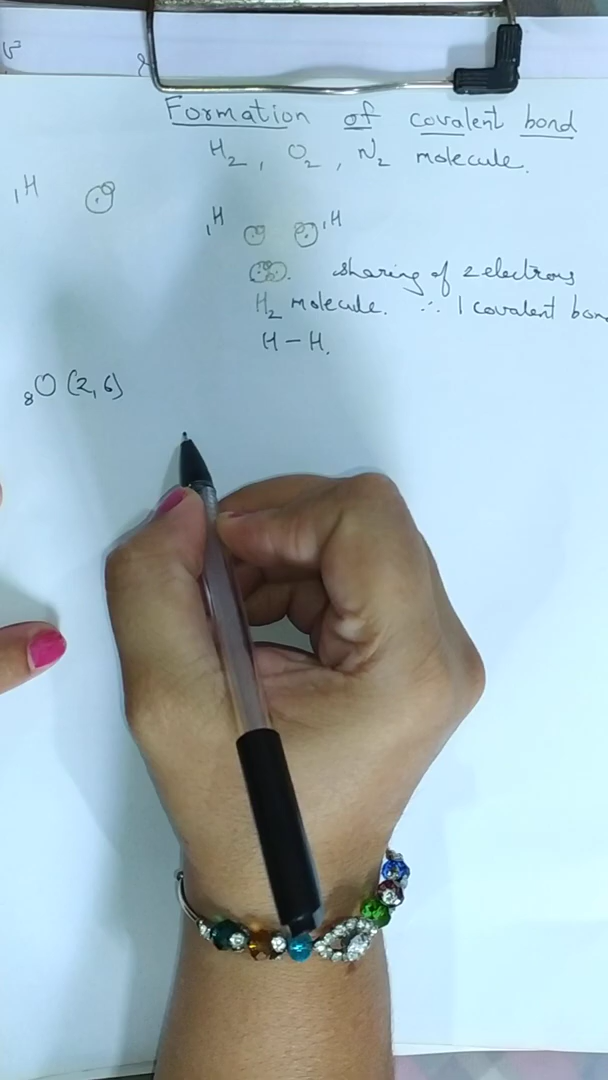 Formation of covalent bond
H₂, O₂, N₂ molecule.
₁H
₁H ₁H
sharing of 2 electrons
H₂ molecule. ∴ 1 covalent bon
H-H.
₈O (2,6)